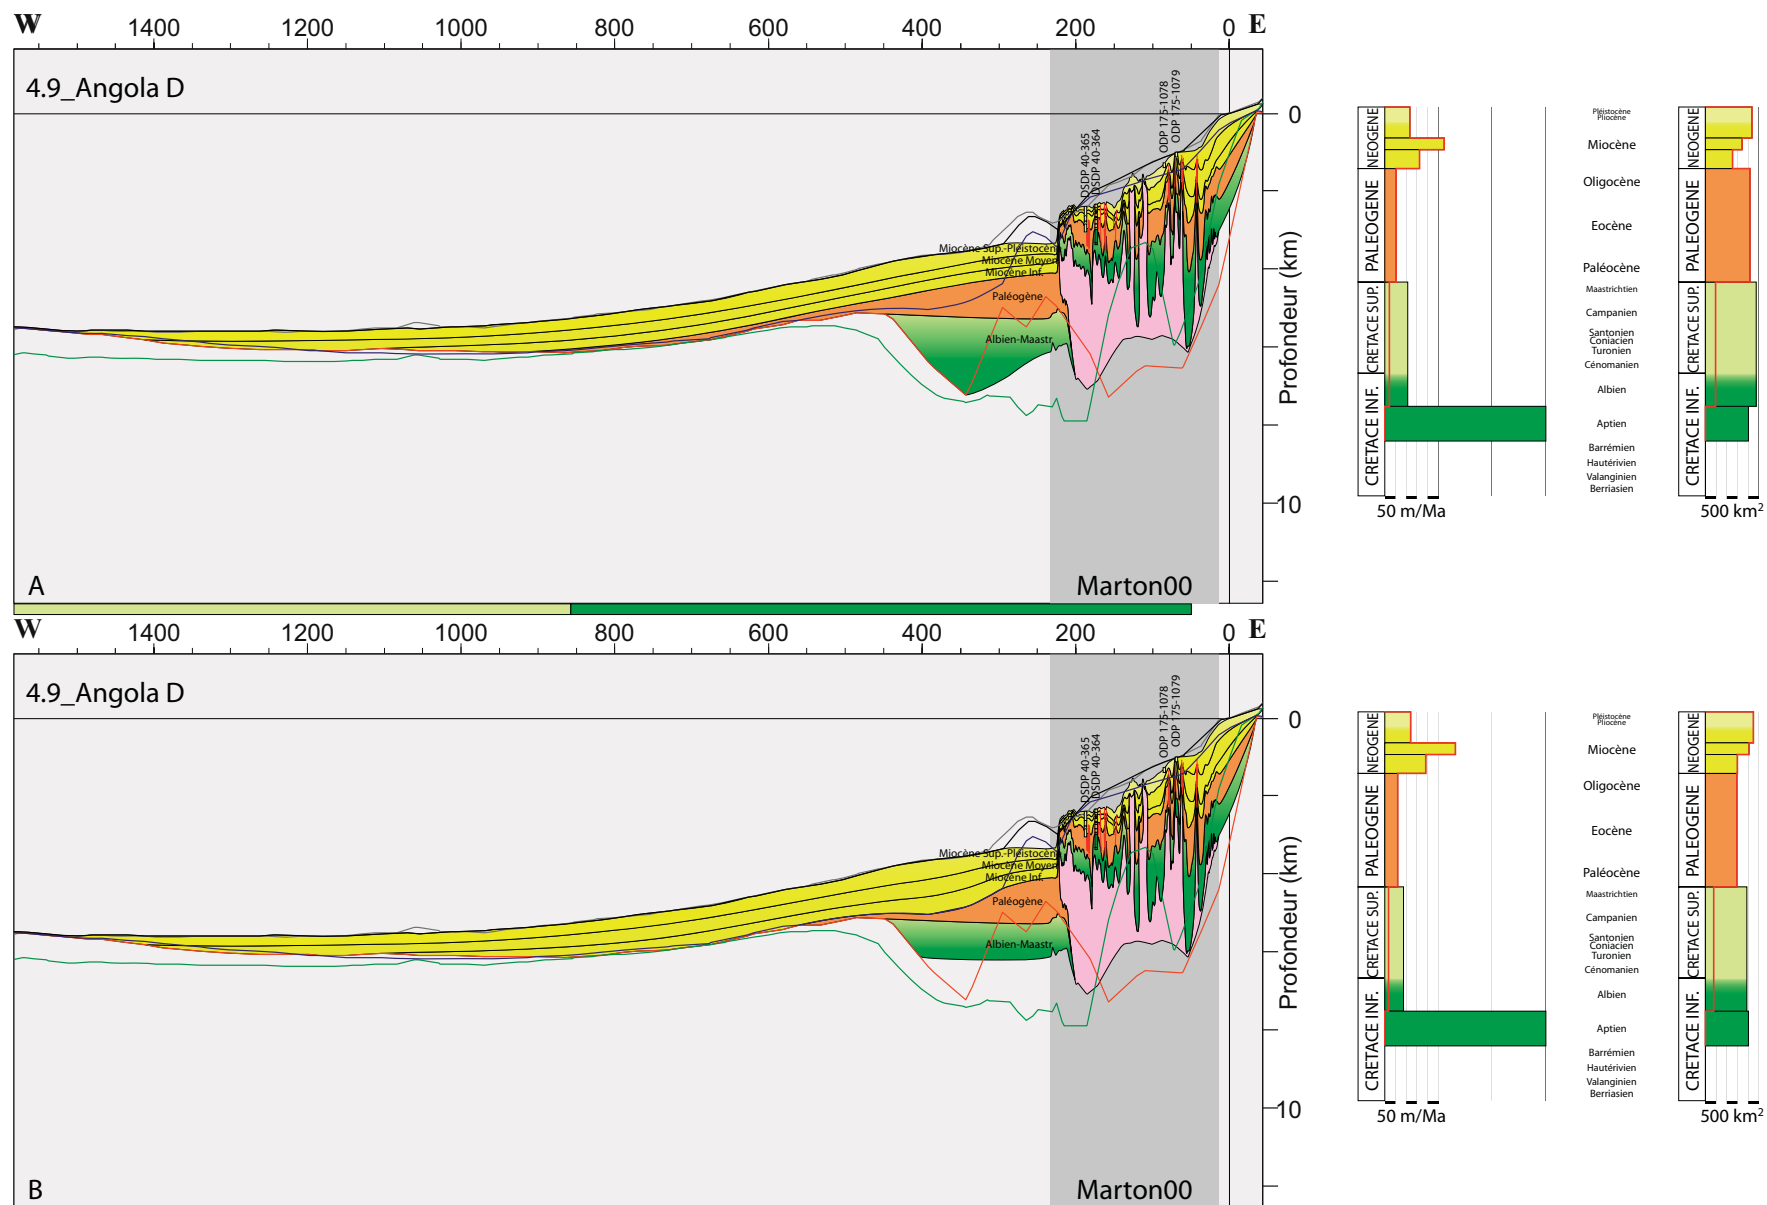 W 1400 1200 1000 800 600 400 200 0 E
4.9_Angola D
DSDP 40-365
DSDP 40-364
ODP 175-1078
ODP 175-1079
0
Profondeur (km)
10
Miocène Sup.-Pléistocène
Miocène Moyen
Miocène Inf.
Paléogène
Albien-Maastr.
A
Marton00
NEOGENE
PALEOGENE
CRETACE SUP.
CRETACE INF.
50 m/Ma
Pléistocène
Pliocène
Miocène
Oligocène
Eocène
Paléocène
Maastrichtien
Campanien
Santonien
Coniacien
Turonien
Cénomanien
Albien
Aptien
Barrémien
Hautérivien
Valanginien
Berriasien
NEOGENE
PALEOGENE
CRETACE SUP.
CRETACE INF.
500 km²
W 1400 1200 1000 800 600 400 200 0 E
4.9_Angola D
DSDP 40-365
DSDP 40-364
ODP 175-1078
ODP 175-1079
0
Profondeur (km)
10
Miocène Sup.-Pléistocène
Miocène Moyen
Miocène Inf.
Paléogène
Albien-Maastr.
B
Marton00
NEOGENE
PALEOGENE
CRETACE SUP.
CRETACE INF.
50 m/Ma
Pléistocène
Pliocène
Miocène
Oligocène
Eocène
Paléocène
Maastrichtien
Campanien
Santonien
Coniacien
Turonien
Cénomanien
Albien
Aptien
Barrémien
Hautérivien
Valanginien
Berriasien
NEOGENE
PALEOGENE
CRETACE SUP.
CRETACE INF.
500 km²